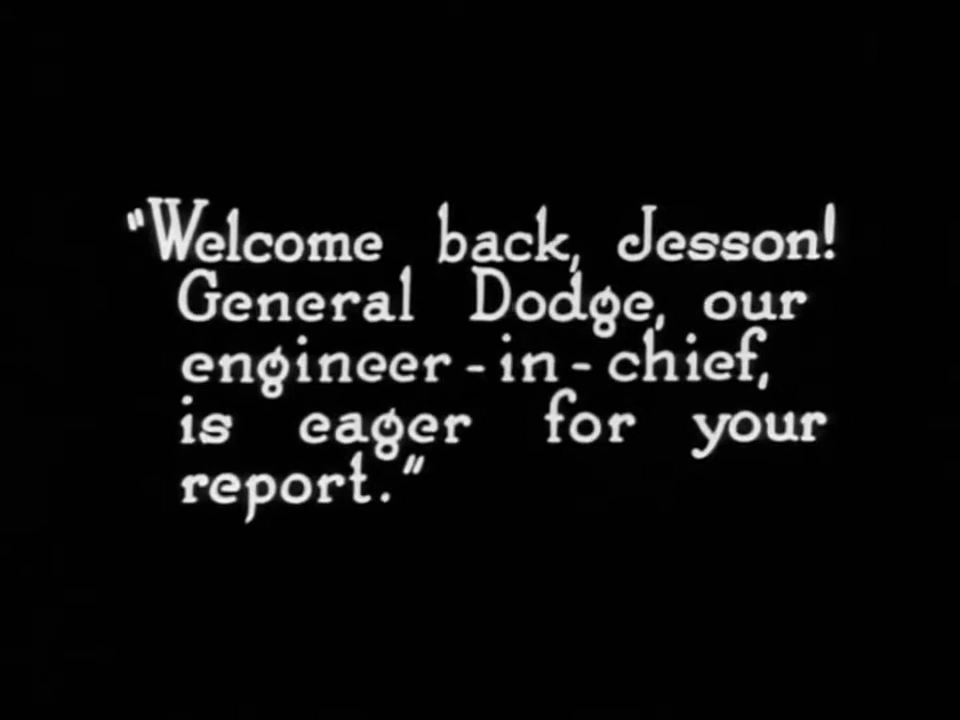 "Welcome back, Jesson!
General Dodge, our
engineer-in-chief,
is eager for your
report."